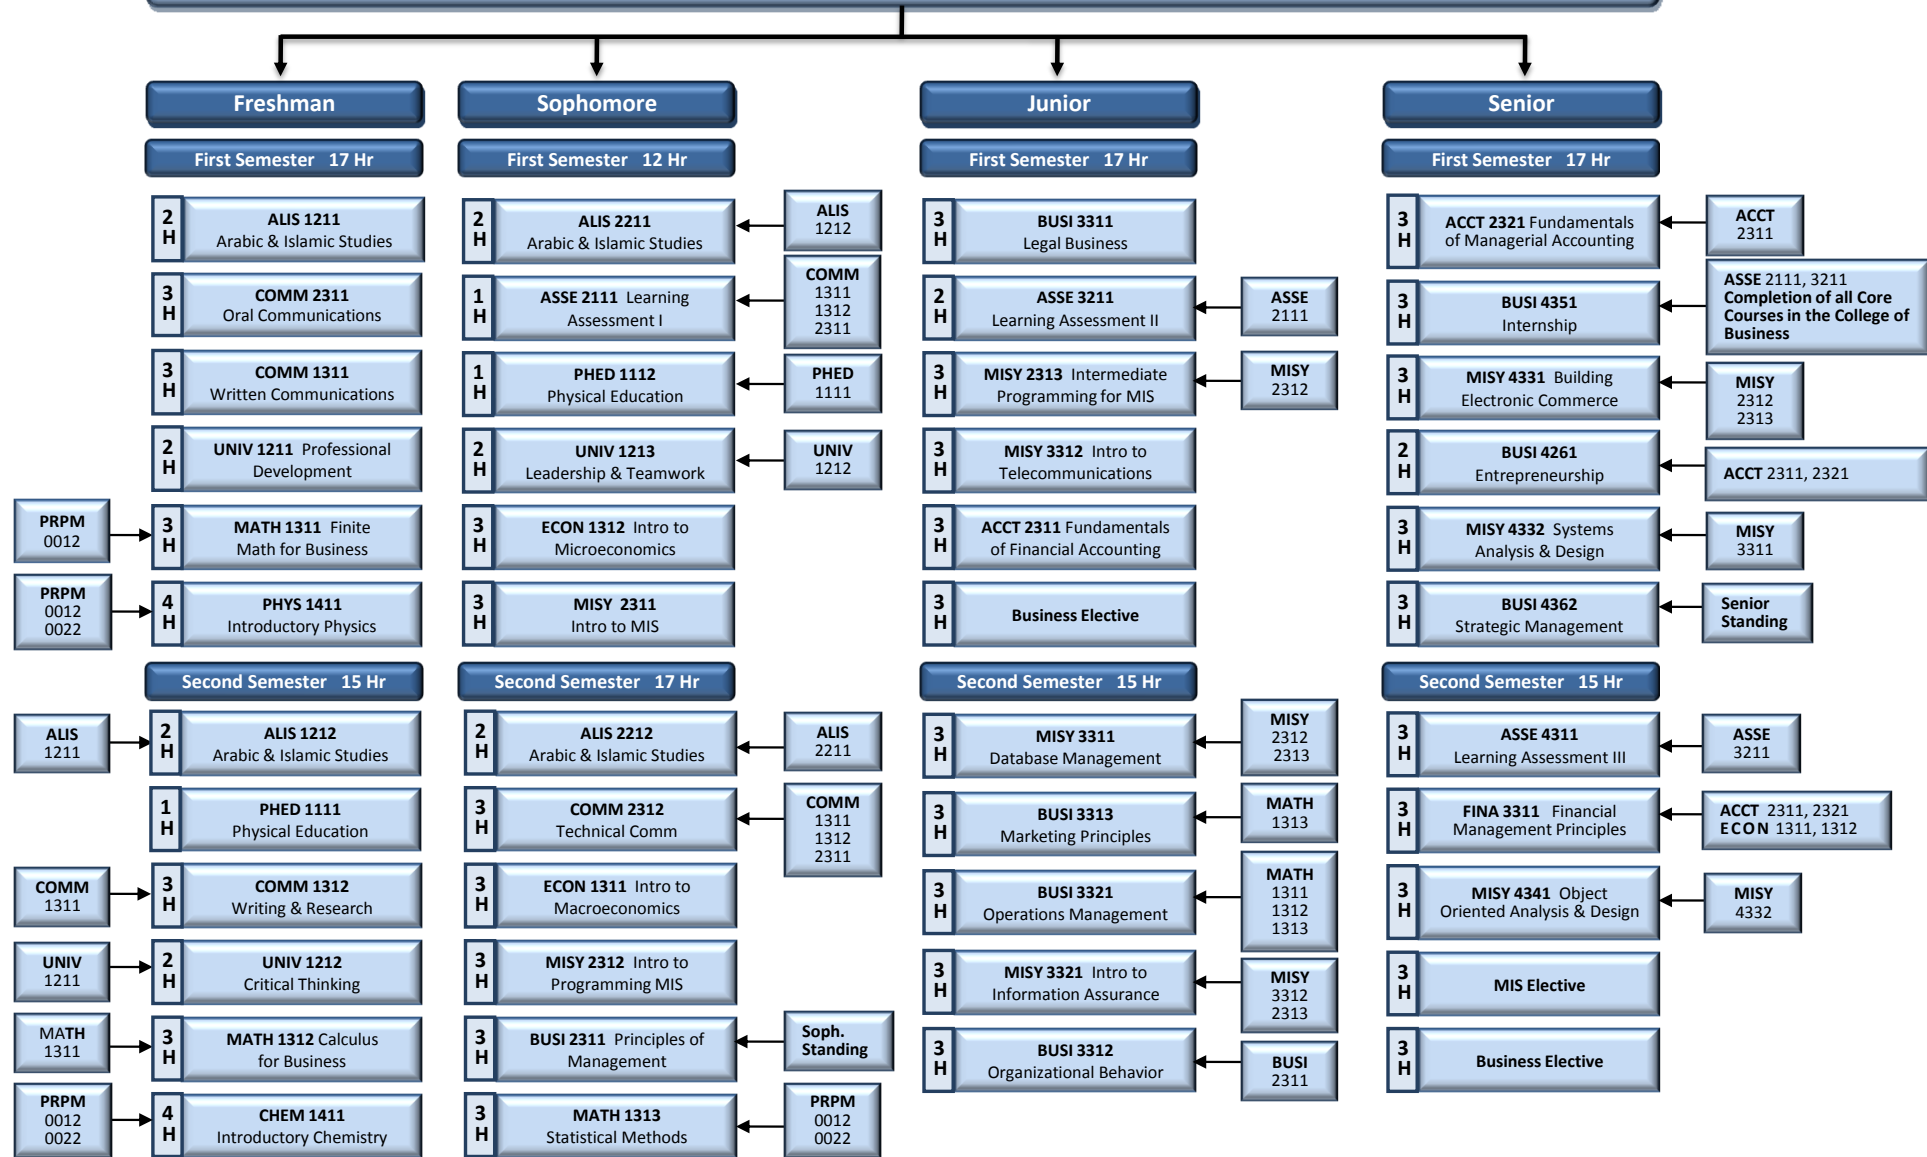 Freshman
First Semester 17 Hr
2
H
ALIS 1211
Arabic & Islamic Studies
3
H
COMM 2311
Oral Communications
3
H
COMM 1311
Written Communications
2
H
UNIV 1211 Professional
Development
PRPM
0012
3
H
MATH 1311 Finite
Math for Business
PRPM
0012
0022
4
H
PHYS 1411
Introductory Physics
Second Semester 15 Hr
ALIS
1211
2
H
ALIS 1212
Arabic & Islamic Studies
1
H
PHED 1111
Physical Education
COMM
1311
3
H
COMM 1312
Writing & Research
UNIV
1211
2
H
UNIV 1212
Critical Thinking
MATH
1311
3
H
MATH 1312 Calculus
for Business
PRPM
0012
0022
4
H
CHEM 1411
Introductory Chemistry
Sophomore
First Semester 12 Hr
2
H
ALIS 2211
Arabic & Islamic Studies
ALIS
1212
1
H
ASSE 2111 Learning
Assessment I
COMM
1311
1312
2311
1
H
PHED 1112
Physical Education
PHED
1111
2
H
UNIV 1213
Leadership & Teamwork
UNIV
1212
3
H
ECON 1312 Intro to
Microeconomics
3
H
MISY 2311
Intro to MIS
Second Semester 17 Hr
2
H
ALIS 2212
Arabic & Islamic Studies
ALIS
2211
3
H
COMM 2312
Technical Comm
COMM
1311
1312
2311
3
H
ECON 1311 Intro to
Macroeconomics
3
H
MISY 2312 Intro to
Programming MIS
3
H
BUSI 2311 Principles of
Management
Soph.
Standing
3
H
MATH 1313
Statistical Methods
PRPM
0012
0022
Junior
First Semester 17 Hr
3
H
BUSI 3311
Legal Business
2
H
ASSE 3211
Learning Assessment II
ASSE
2111
3
H
MISY 2313 Intermediate
Programming for MIS
MISY
2312
3
H
MISY 3312 Intro to
Telecommunications
3
H
ACCT 2311 Fundamentals
of Financial Accounting
3
H
Business Elective
Second Semester 15 Hr
3
H
MISY 3311
Database Management
MISY
2312
2313
3
H
BUSI 3313
Marketing Principles
MATH
1313
3
H
BUSI 3321
Operations Management
MATH
1311
1312
1313
3
H
MISY 3321 Intro to
Information Assurance
MISY
3312
2313
3
H
BUSI 3312
Organizational Behavior
BUSI
2311
Senior
First Semester 17 Hr
3
H
ACCT 2321 Fundamentals
of Managerial Accounting
ACCT
2311
3
H
BUSI 4351
Internship
ASSE 2111, 3211
Completion of all Core
Courses in the College of
Business
3
H
MISY 4331 Building
Electronic Commerce
MISY
2312
2313
2
H
BUSI 4261
Entrepreneurship
ACCT 2311, 2321
3
H
MISY 4332 Systems
Analysis & Design
MISY
3311
3
H
BUSI 4362
Strategic Management
Senior
Standing
Second Semester 15 Hr
3
H
ASSE 4311
Learning Assessment III
ASSE
3211
3
H
FINA 3311 Financial
Management Principles
ACCT 2311, 2321
ECON 1311, 1312
3
H
MISY 4341 Object
Oriented Analysis & Design
MISY
4332
3
H
MIS Elective
3
H
Business Elective